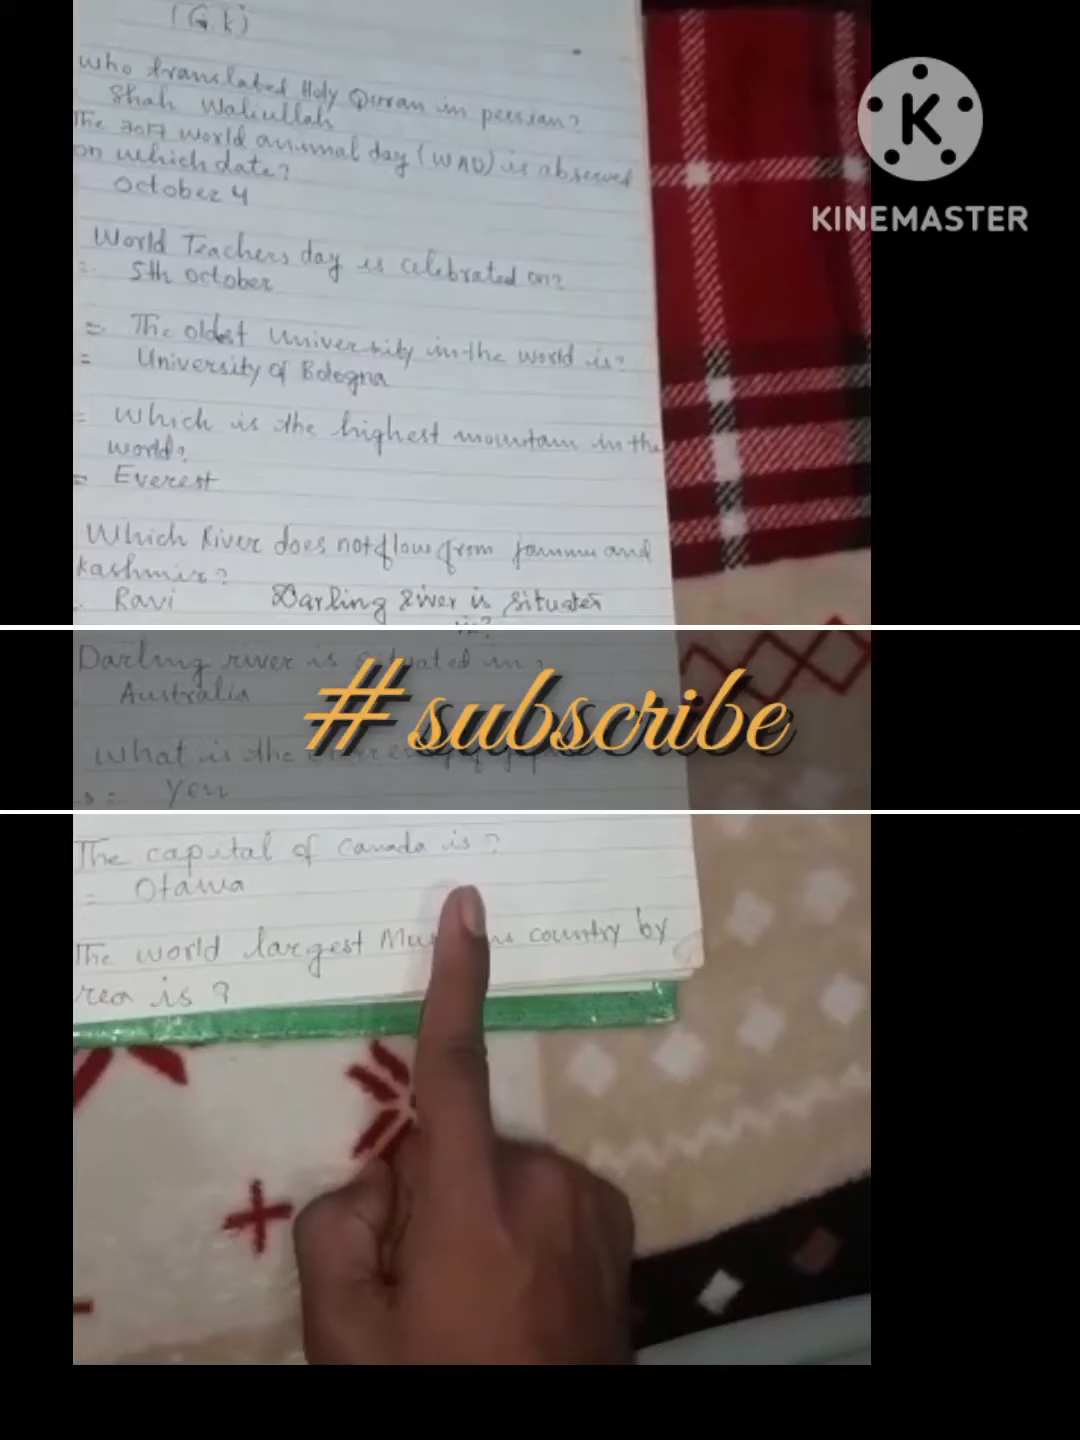 (G.k)
Who translated Holy Quran in persian?
Shah Waliullah
The 2017 world animal day (WAD) is observed
on which date?
October 4
World Teachers day is celebrated on?
5th october
= The oldest University in the world is?
= University of Bologna
= Which is the highest mountain in the
world?
= Everest
Which River does not flow from jammu and
Kashmir?
Ravi Darling river is situater
in?
Darling river is situated in?
Australia
#subscribe
What is the
= Yen
The capital of Canada is?
= Otawa
The world largest country by
rea is?
K
KINEMASTER